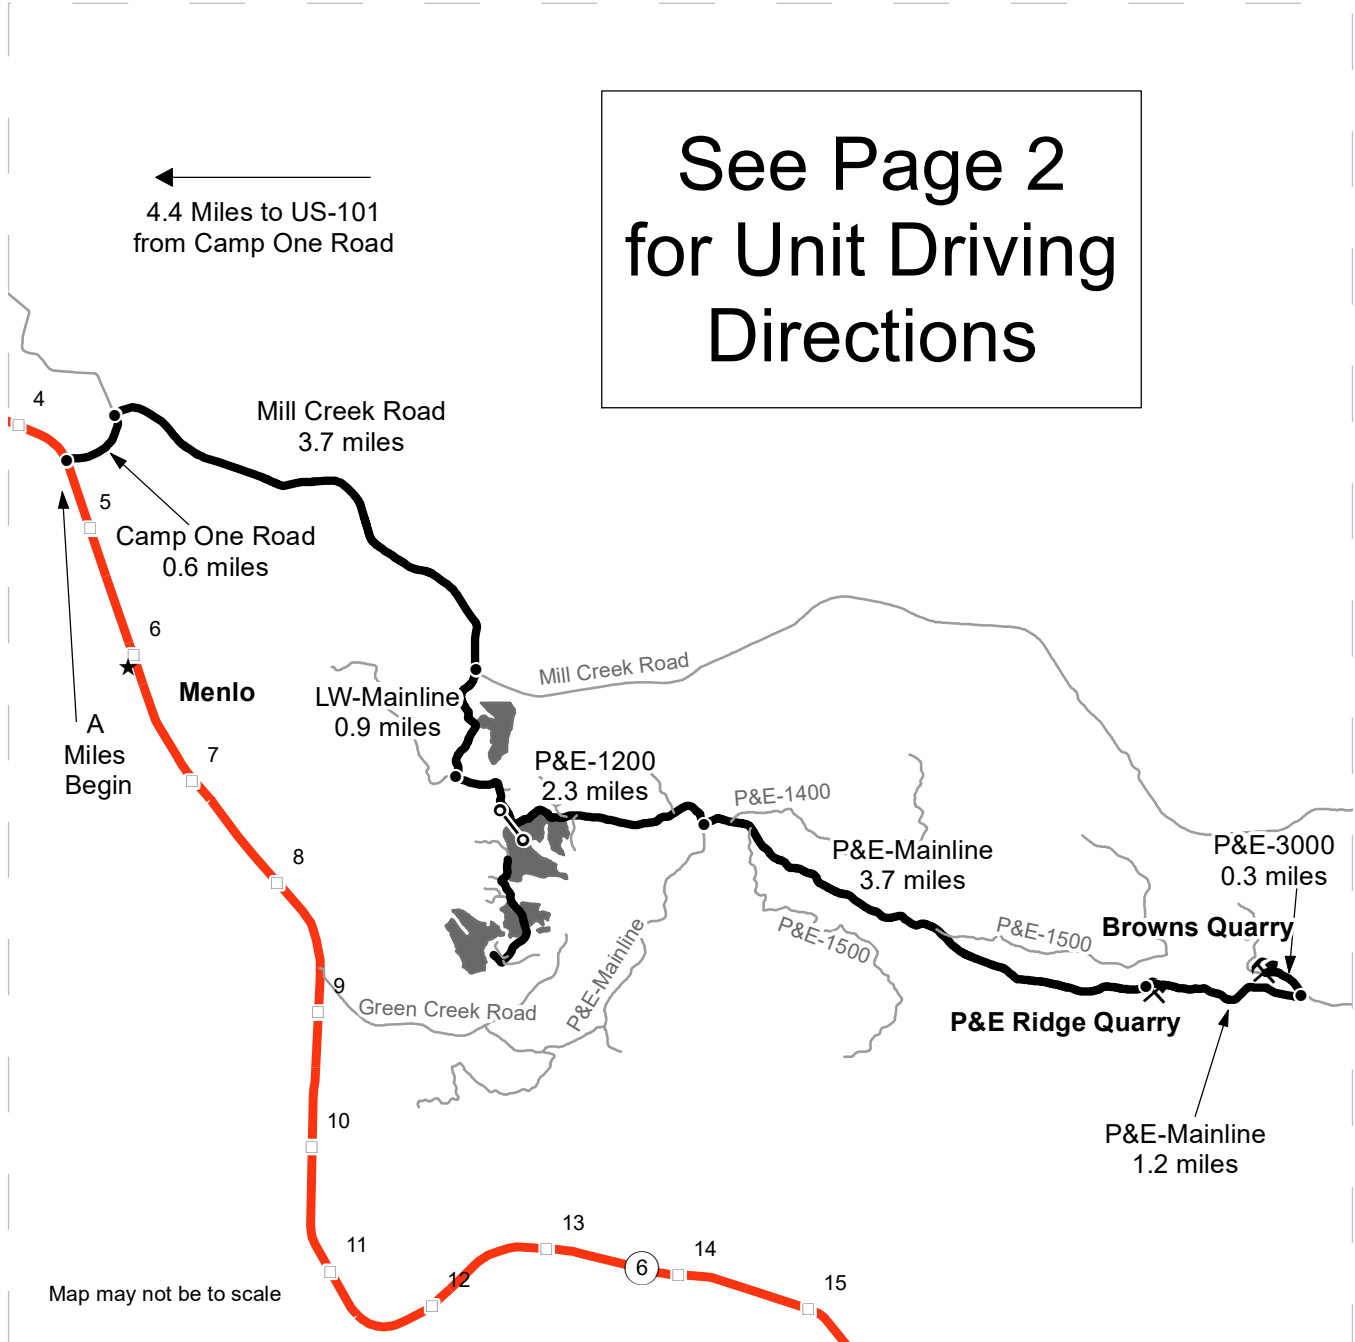 See Page 2
for Unit Driving
Directions
4.4 Miles to US-101
from Camp One Road
4
Mill Creek Road
3.7 miles
5
Camp One Road
0.6 miles
6
Menlo
A
Miles
Begin
LW-Mainline
0.9 miles
Mill Creek Road
7
P&E-1200
2.3 miles
P&E-1400
8
P&E-Mainline
3.7 miles
P&E-3000
0.3 miles
Browns Quarry
P&E-1500
P&E-1500
P&E-Mainline
9
Green Creek Road
P&E Ridge Quarry
10
P&E-Mainline
1.2 miles
11
12
13
6
14
15
Map may not be to scale